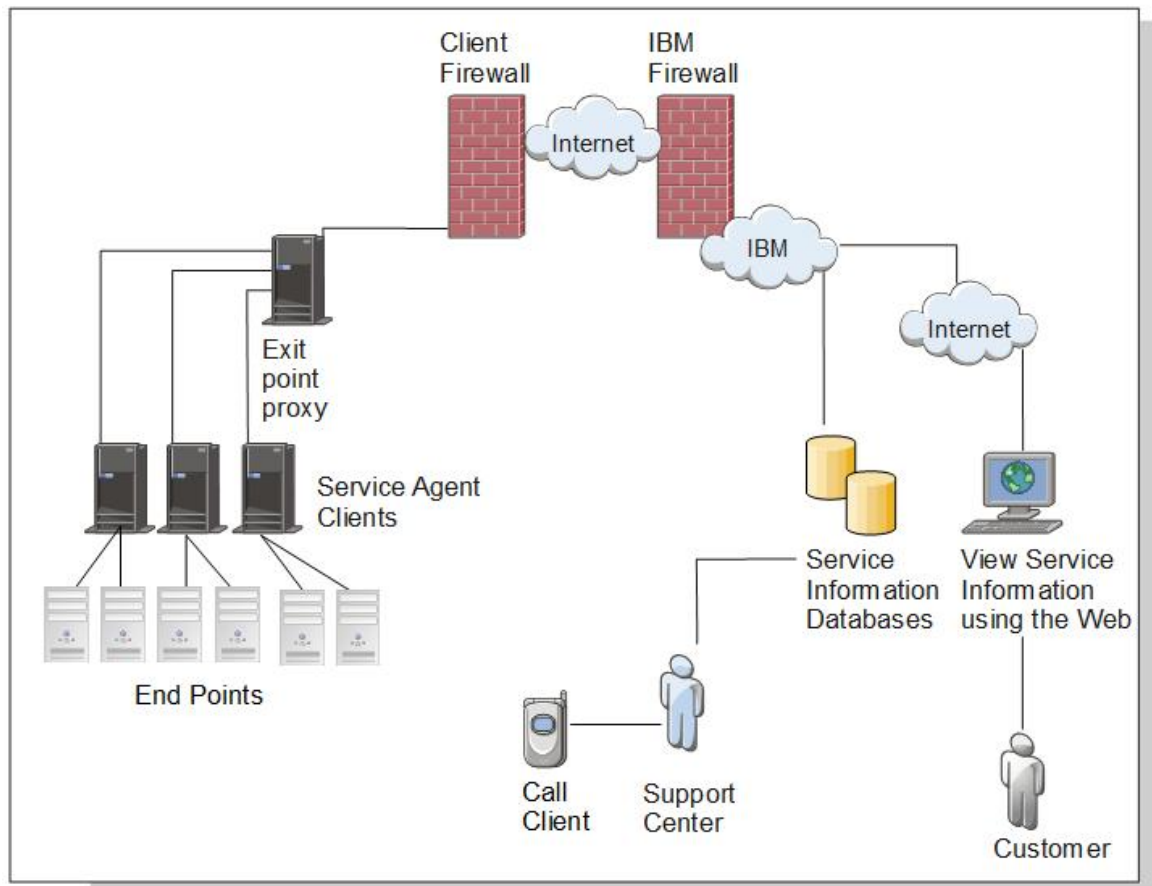 Client
Firewall
IBM
Firewall
Internet
IBM
Internet
Exit
point
proxy
Service Agent
Clients
End Points
Service
Information
Databases
View Service
Information
using the Web
Call
Client
Support
Center
Customer